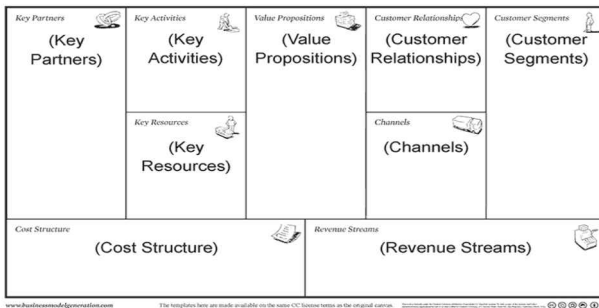 Key Partners
(Key
Partners)
Key Activities
(Key
Activities)
Value Propositions
(Value
Propositions)
Customer Relationships
(Customer
Relationships)
Customer Segments
(Customer
Segments)
Key Resources
(Key
Resources)
Channels
(Channels)
Cost Structure
(Cost Structure)
Revenue Streams
(Revenue Streams)
www.businessmodelgeneration.com
The templates here are made available on the same CC license terms as the original canvas.